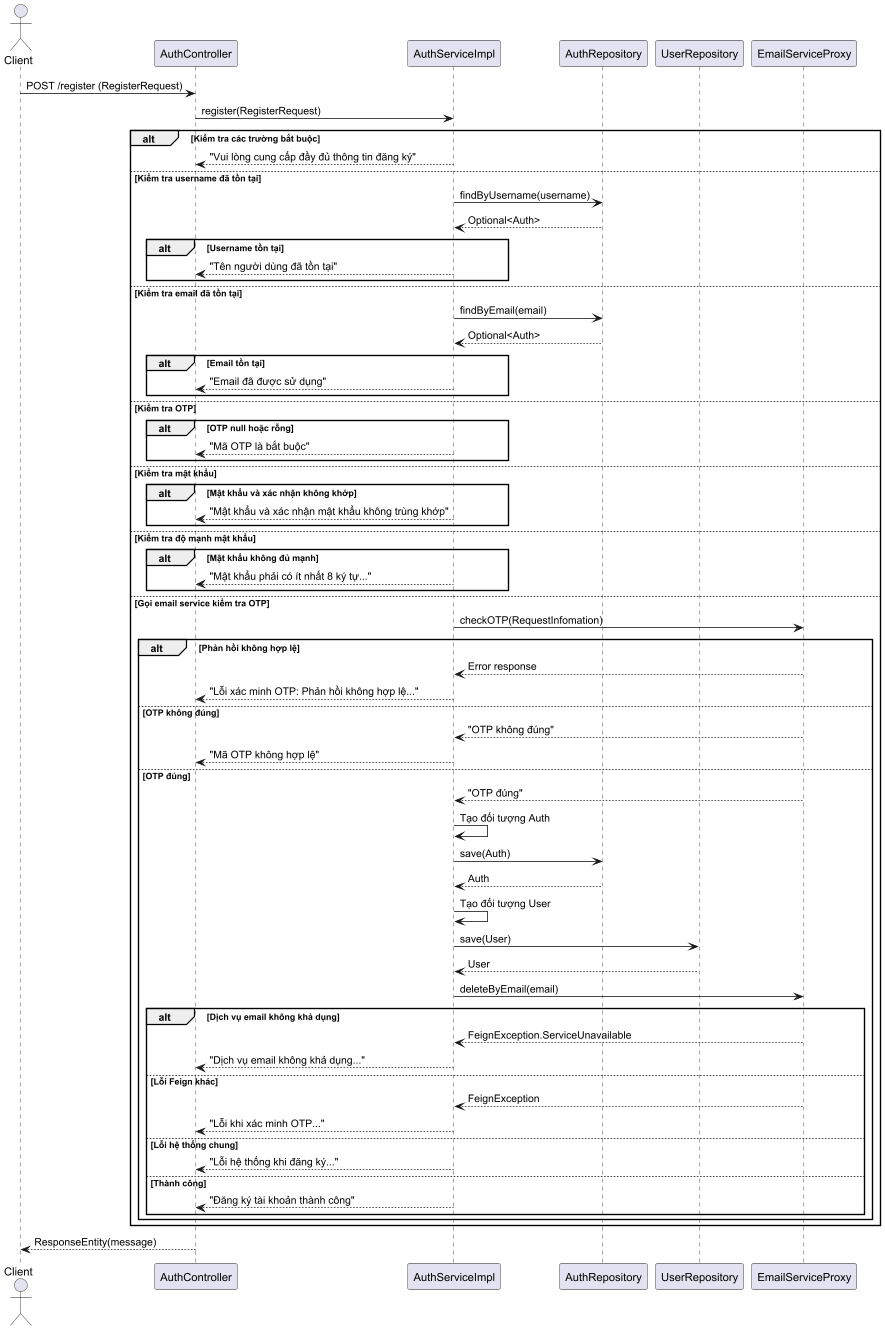 Client
AuthController
AuthServiceImpl
AuthRepository
UserRepository
EmailServiceProxy
POST /register (RegisterRequest)
register(RegisterRequest)
alt
[Kiểm tra các trường bắt buộc]
"Vui lòng cung cấp đầy đủ thông tin đăng ký"
[Kiểm tra username đã tồn tại]
findByUsername(username)
Optional<Auth>
alt
[Username tồn tại]
"Tên người dùng đã tồn tại"
[Kiểm tra email đã tồn tại]
findByEmail(email)
Optional<Auth>
alt
[Email tồn tại]
"Email đã được sử dụng"
[Kiểm tra OTP]
alt
[OTP null hoặc rỗng]
"Mã OTP là bắt buộc"
[Kiểm tra mật khẩu]
alt
[Mật khẩu và xác nhận không khớp]
"Mật khẩu và xác nhận mật khẩu không trùng khớp"
[Kiểm tra độ mạnh mật khẩu]
alt
[Mật khẩu không đủ mạnh]
"Mật khẩu phải có ít nhất 8 ký tự..."
[Gọi email service kiểm tra OTP]
checkOTP(RequestInfomation)
alt
[Phản hồi không hợp lệ]
Error response
"Lỗi xác minh OTP: Phản hồi không hợp lệ..."
[OTP không đúng]
"OTP không đúng"
"Mã OTP không hợp lệ"
[OTP đúng]
"OTP đúng"
Tạo đối tượng Auth
save(Auth)
Auth
Tạo đối tượng User
save(User)
User
deleteByEmail(email)
alt
[Dịch vụ email không khả dụng]
FeignException.ServiceUnavailable
"Dịch vụ email không khả dụng..."
[Lỗi Feign khác]
FeignException
"Lỗi khi xác minh OTP..."
[Lỗi hệ thống chung]
"Lỗi hệ thống khi đăng ký..."
[Thành công]
"Đăng ký tài khoản thành công"
ResponseEntity(message)
Client
AuthController
AuthServiceImpl
AuthRepository
UserRepository
EmailServiceProxy